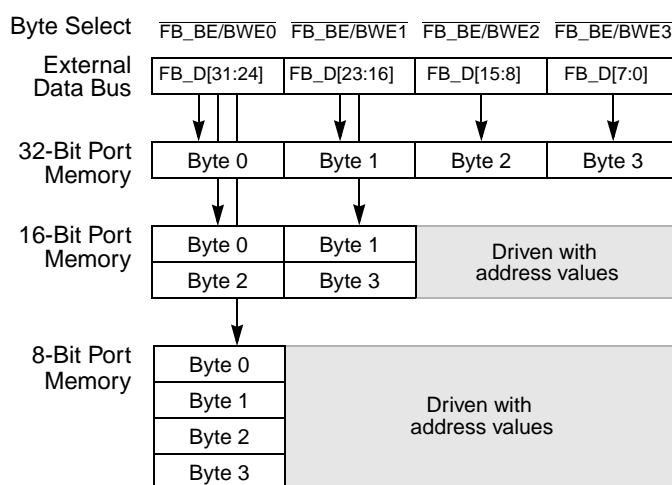 Byte Select FB_BE/BWE0 FB_BE/BWE1 FB_BE/BWE2 FB_BE/BWE3
External
Data Bus
FB_D[31:24] FB_D[23:16] FB_D[15:8] FB_D[7:0]
32-Bit Port
Memory
Byte 0 Byte 1 Byte 2 Byte 3
16-Bit Port
Memory
Byte 0 Byte 1
Byte 2 Byte 3
Driven with
address values
8-Bit Port
Memory
Byte 0
Byte 1
Byte 2
Byte 3
Driven with
address values